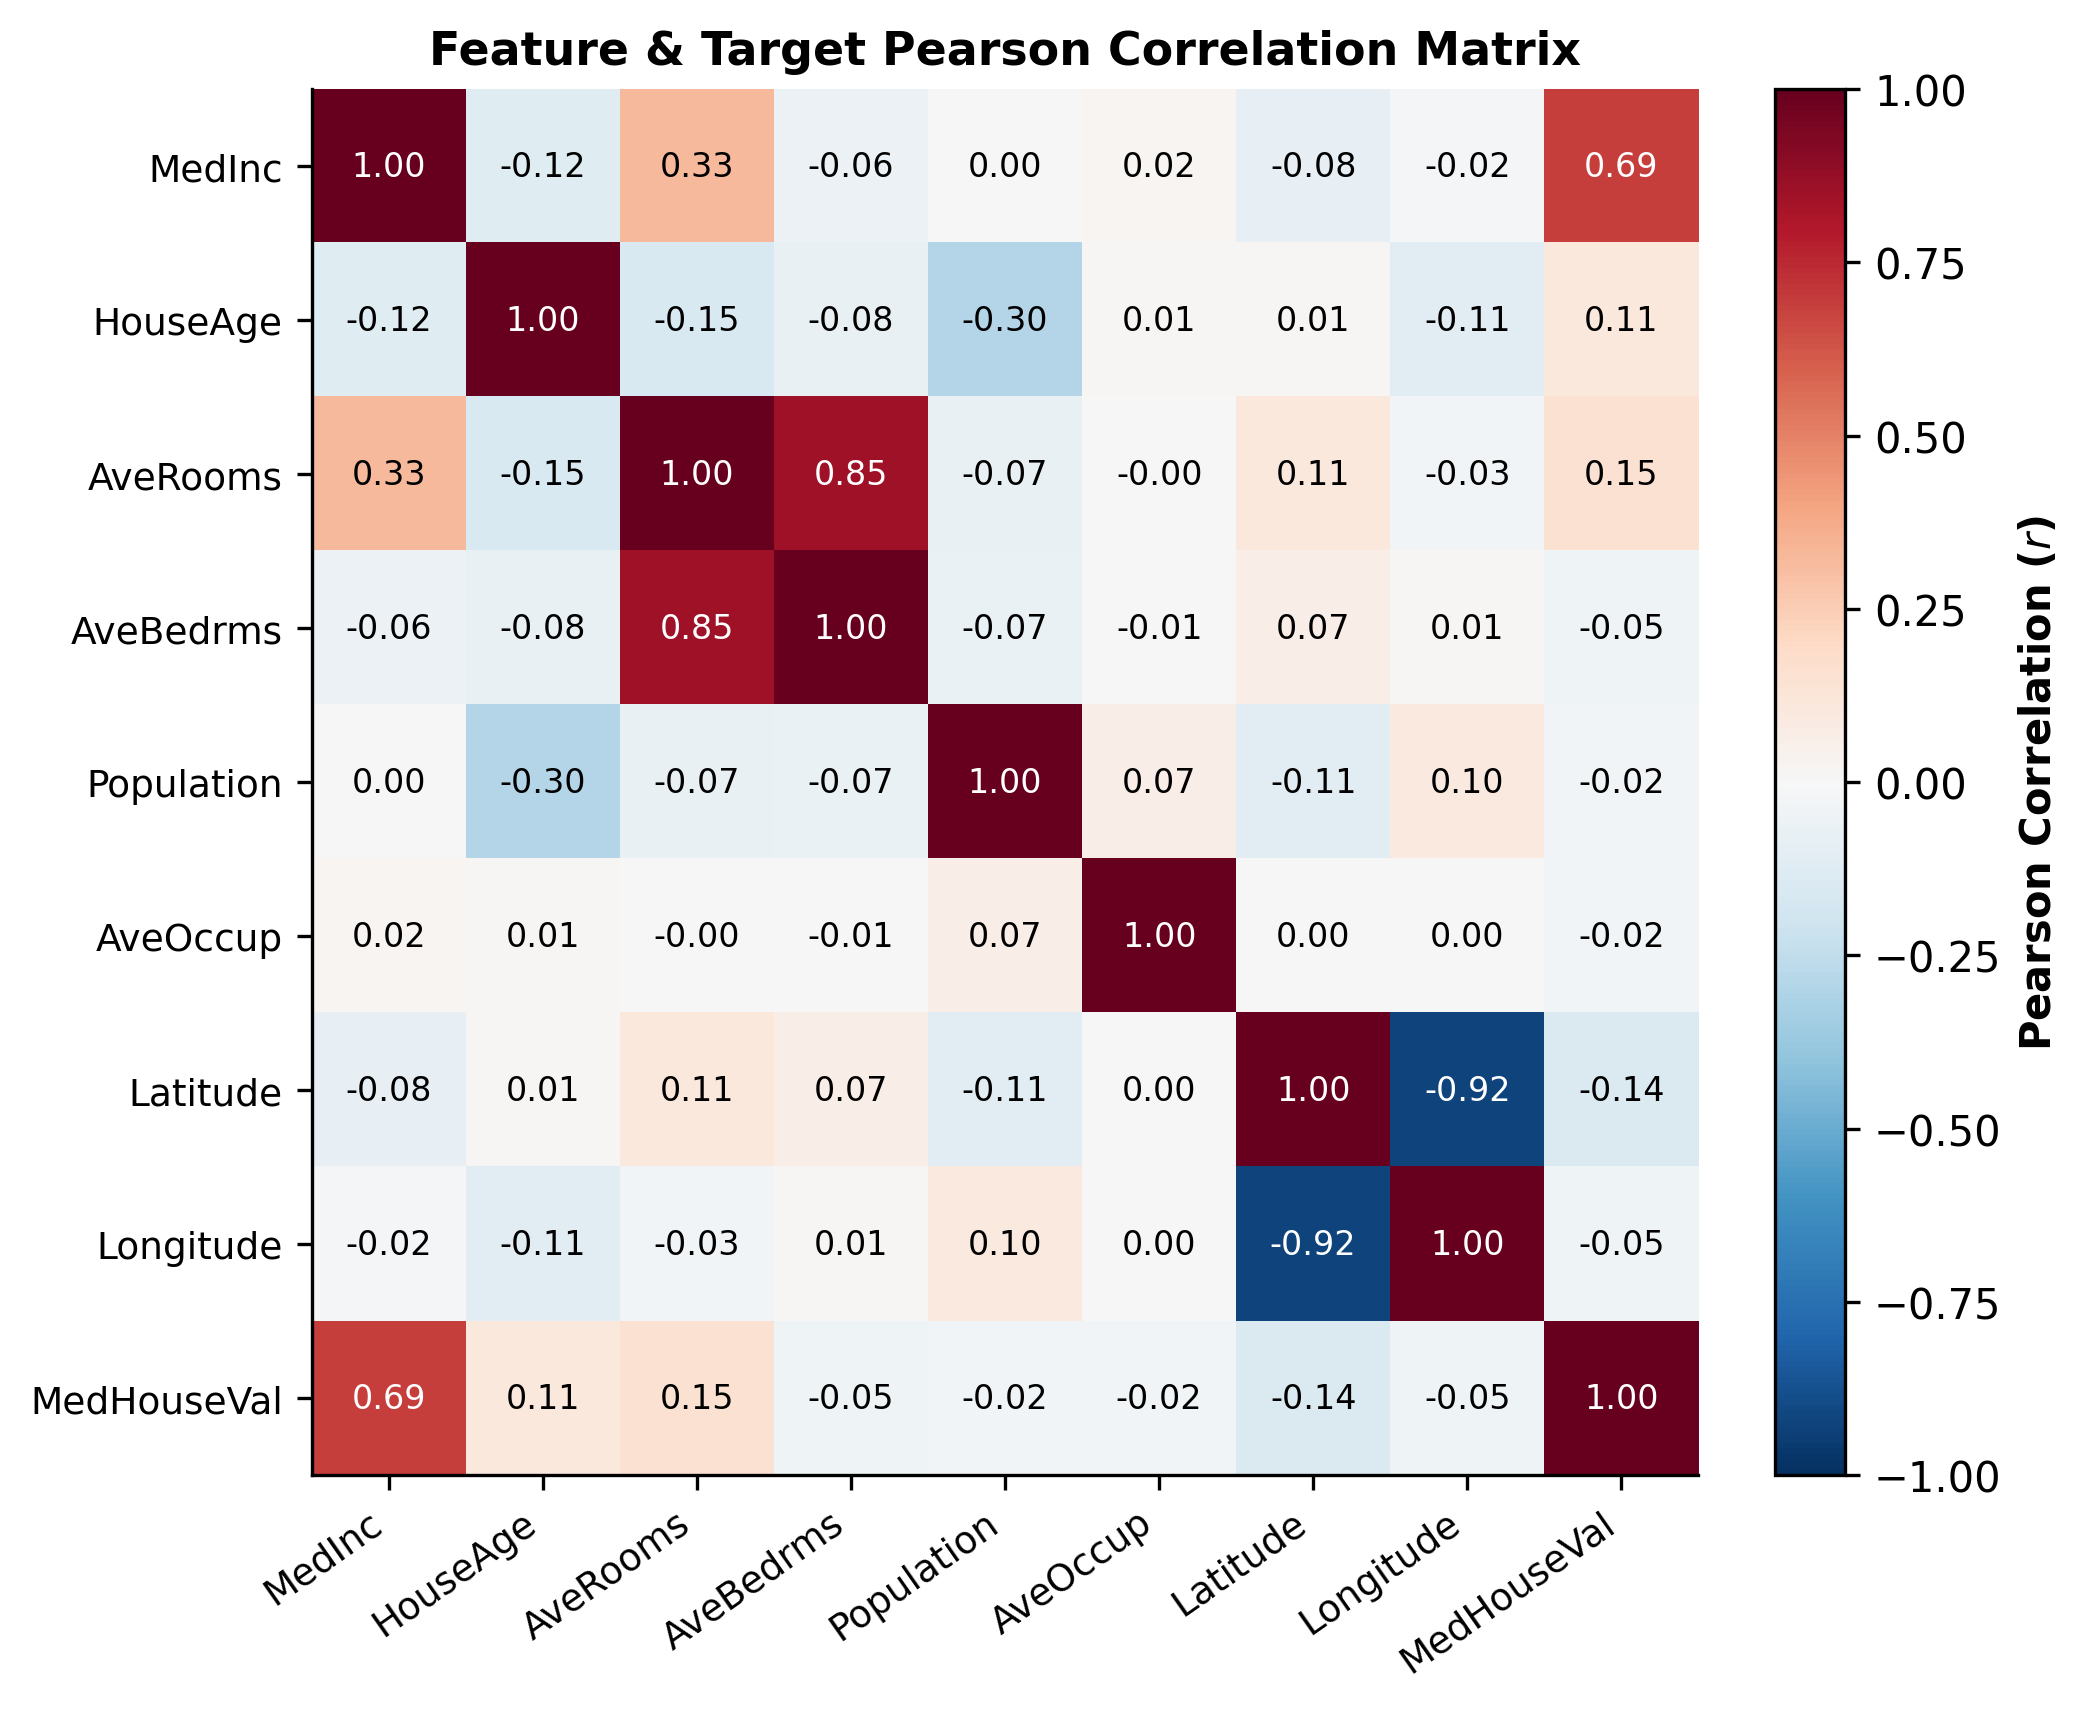 Feature & Target Pearson Correlation Matrix
MedInc 1.00 -0.12 0.33 -0.06 0.00 0.02 -0.08 -0.02 0.69
HouseAge -0.12 1.00 -0.15 -0.08 -0.30 0.01 0.01 -0.11 0.11
AveRooms 0.33 -0.15 1.00 0.85 -0.07 -0.00 0.11 -0.03 0.15
AveBedrms -0.06 -0.08 0.85 1.00 -0.07 -0.01 0.07 0.01 -0.05
Population 0.00 -0.30 -0.07 -0.07 1.00 0.07 -0.11 0.10 -0.02
AveOccup 0.02 0.01 -0.00 -0.01 0.07 1.00 0.00 0.00 -0.02
Latitude -0.08 0.01 0.11 0.07 -0.11 0.00 1.00 -0.92 -0.14
Longitude -0.02 -0.11 -0.03 0.01 0.10 0.00 -0.92 1.00 -0.05
MedHouseVal 0.69 0.11 0.15 -0.05 -0.02 -0.02 -0.14 -0.05 1.00
MedInc HouseAge AveRooms AveBedrms Population AveOccup Latitude Longitude MedHouseVal
1.00
0.75
0.50
0.25
0.00
−0.25
−0.50
−0.75
−1.00
Pearson Correlation (r)